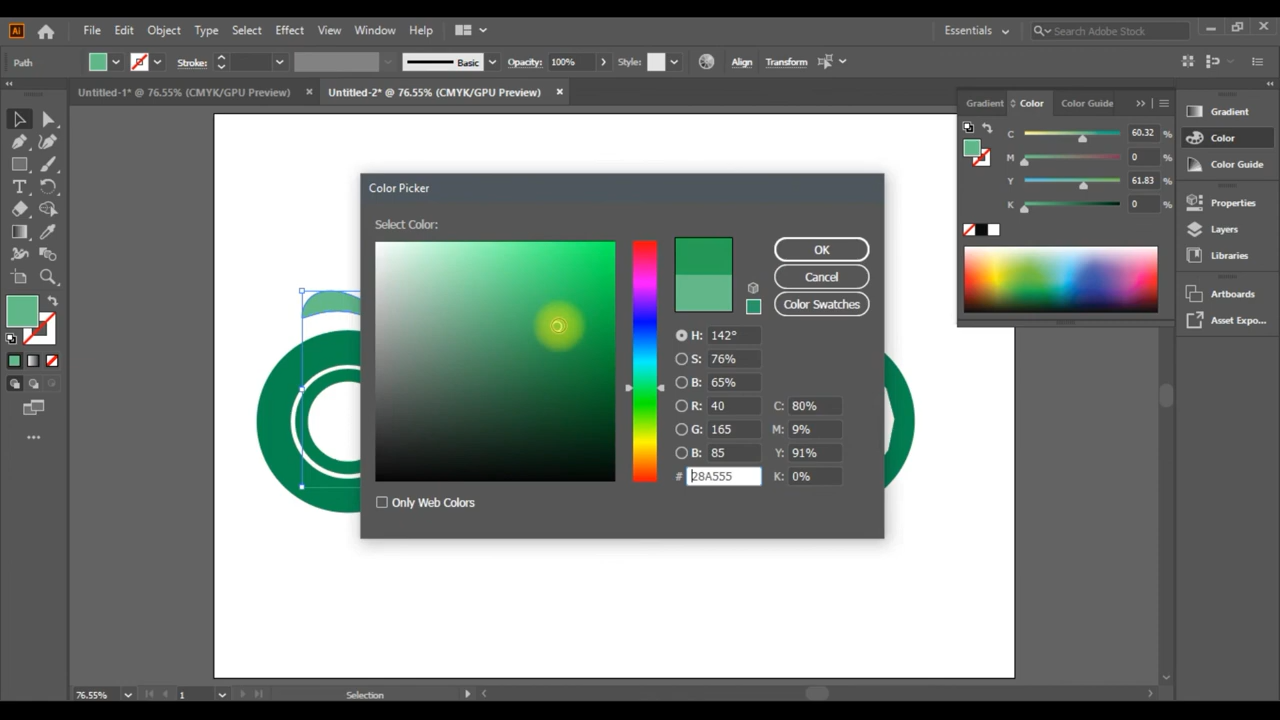 Ai File Edit Object Type Select Effect View Window Help Essentials Search Adobe Stock
Path Stroke: Basic Opacity: 100% Style: Align Transform
Untitled-1* @ 76.55% (CMYK/GPU Preview) × Untitled-2* @ 76.55% (CMYK/GPU Preview) ×
Gradient Color Color Guide
C 60.32 %
M 0 %
Y 61.83 %
K 0 %
Gradient
Color
Color Guide
Properties
Layers
Libraries
Artboards
Asset Expo...
Color Picker
Select Color:
OK
Cancel
Color Swatches
H: 142°
S: 76%
B: 65%
R: 40 C: 80%
G: 165 M: 9%
B: 85 Y: 91%
# 28A555 K: 0%
Only Web Colors
76.55% 1 Selection